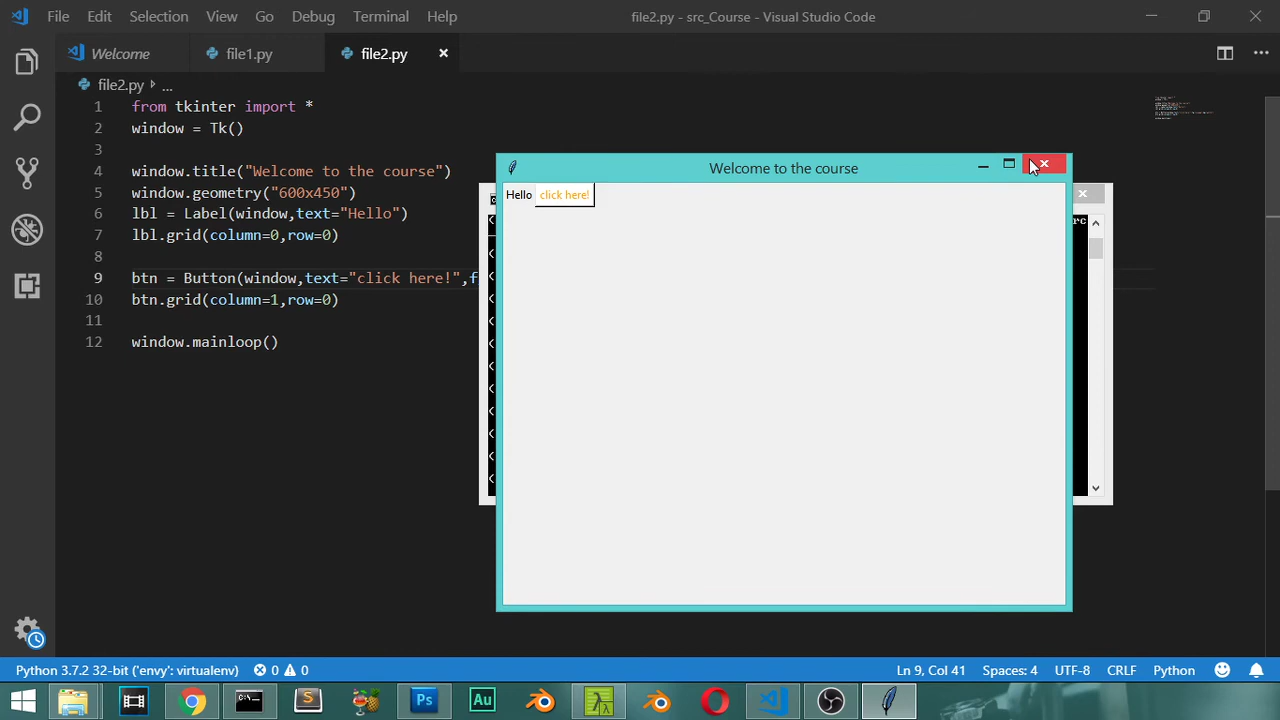 File Edit Selection View Go Debug Terminal Help
file2.py - src_Course - Visual Studio Code
Welcome file1.py file2.py
file2.py ...
1 from tkinter import *
2 window = Tk()
3
4 window.title("Welcome to the course")
5 window.geometry("600x450")
6 lbl = Label(window,text="Hello")
7 lbl.grid(column=0,row=0)
8
9 btn = Button(window,text="click here!",f
10 btn.grid(column=1,row=0)
11
12 window.mainloop()
Welcome to the course
Hello click here!
src
Python 3.7.2 32-bit ('envy': virtualenv) 0 0 Ln 9, Col 41 Spaces: 4 UTF-8 CRLF Python
Ps Au